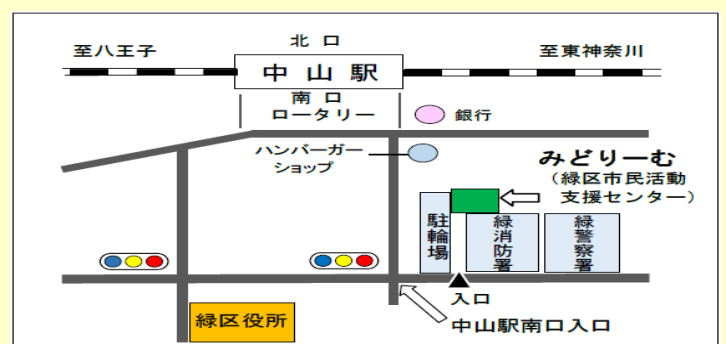 北口
至八王子
至東神奈川
中山駅
南口
ロータリー
銀行
ハンバーガー
ショップ
みどりーむ
（緑区市民活動
支援センター）
駐輪場
緑消防署
緑警察署
入口
緑区役所
中山駅南口入口